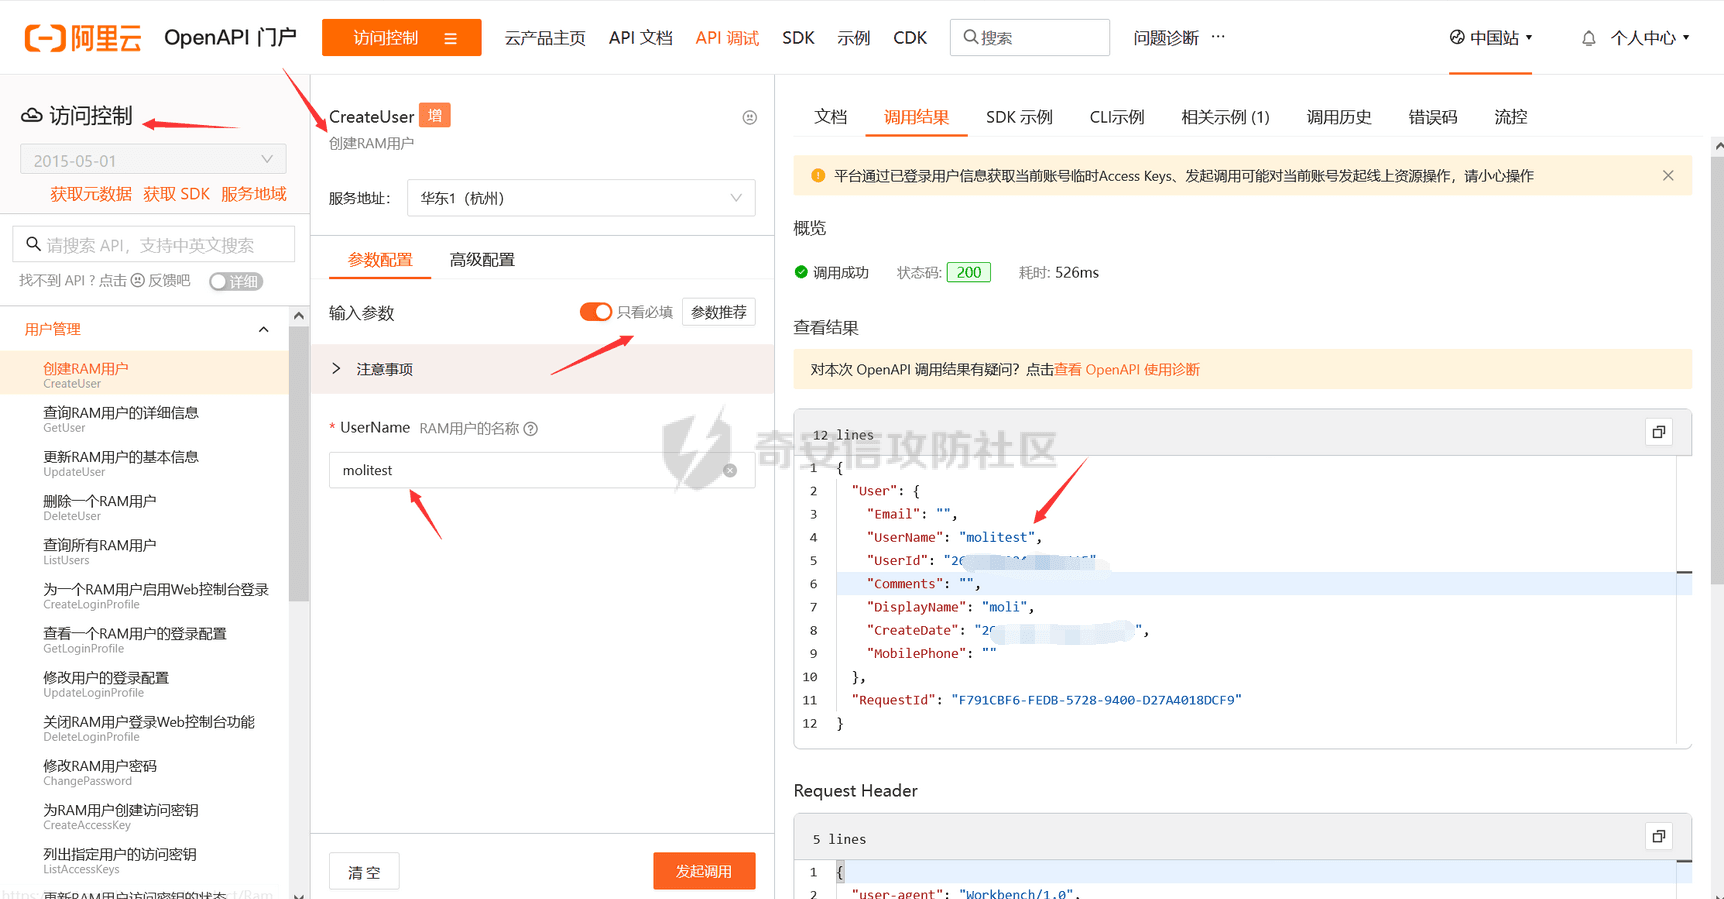 阿里云 OpenAPI 门户 访问控制 云产品主页 API 文档 API 调试 SDK 示例 CDK 搜索 问题诊断 ··· 中国站 个人中心
访问控制
2015-05-01
获取元数据 获取 SDK 服务地域
请搜索 API，支持中英文搜索
找不到 API ? 点击 反馈吧 详细
用户管理
创建RAM用户
CreateUser
查询RAM用户的详细信息
GetUser
更新RAM用户的基本信息
UpdateUser
删除一个RAM用户
DeleteUser
查询所有RAM用户
ListUsers
为一个RAM用户启用Web控制台登录
CreateLoginProfile
查看一个RAM用户的登录配置
GetLoginProfile
修改用户的登录配置
UpdateLoginProfile
关闭RAM用户登录Web控制台功能
DeleteLoginProfile
修改RAM用户密码
ChangePassword
为RAM用户创建访问密钥
CreateAccessKey
列出指定用户的访问密钥
ListAccessKeys
更新RAM用户访问密钥的状态
CreateUser 增
创建RAM用户
服务地址： 华东1（杭州）
参数配置 高级配置
输入参数 只看必填 参数推荐
注意事项
* UserName RAM用户的名称
molitest
清 空 发起调用
文档 调用结果 SDK 示例 CLI示例 相关示例 (1) 调用历史 错误码 流控
平台通过已登录用户信息获取当前账号临时Access Keys、发起调用可能对当前账号发起线上资源操作，请小心操作
概览
调用成功 状态码: 200 耗时: 526ms
查看结果
对本次 OpenAPI 调用结果有疑问？点击查看 OpenAPI 使用诊断
12 lines
奇安信攻防社区
1 {
2 "User": {
3 "Email": "",
4 "UserName": "molitest",
5 "UserId": "26
6 "Comments": "",
7 "DisplayName": "moli",
8 "CreateDate": "2 ",
9 "MobilePhone": ""
10 },
11 "RequestId": "F791CBF6-FEDB-5728-9400-D27A4018DCF9"
12 }
Request Header
5 lines
1 {
2 "user-agent": "Workbench/1.0",